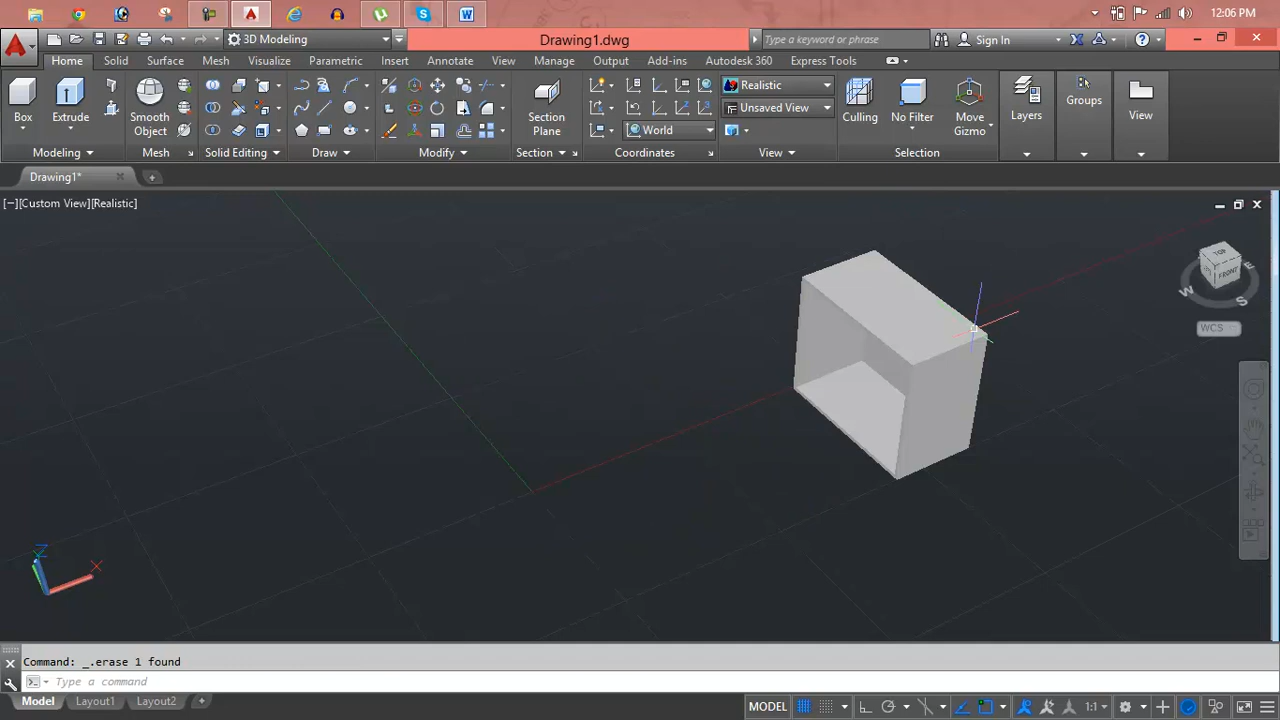 12:06 PM
3D Modeling
Drawing1.dwg
Type a keyword or phrase
Sign In
Home Solid Surface Mesh Visualize Parametric Insert Annotate View Manage Output Add-ins Autodesk 360 Express Tools
Box
Extrude
Smooth
Object
Section
Plane
Realistic
Unsaved View
World
Culling
No Filter
Move
Gizmo
Layers
Groups
View
Modeling
Mesh
Solid Editing
Draw
Modify
Section
Coordinates
View
Selection
Drawing1*
[−][Custom View][Realistic]
TOP
FRONT
E
W
S
WCS
Z
X
Command: _.erase 1 found
Type a command
Model Layout1 Layout2
MODEL
1:1